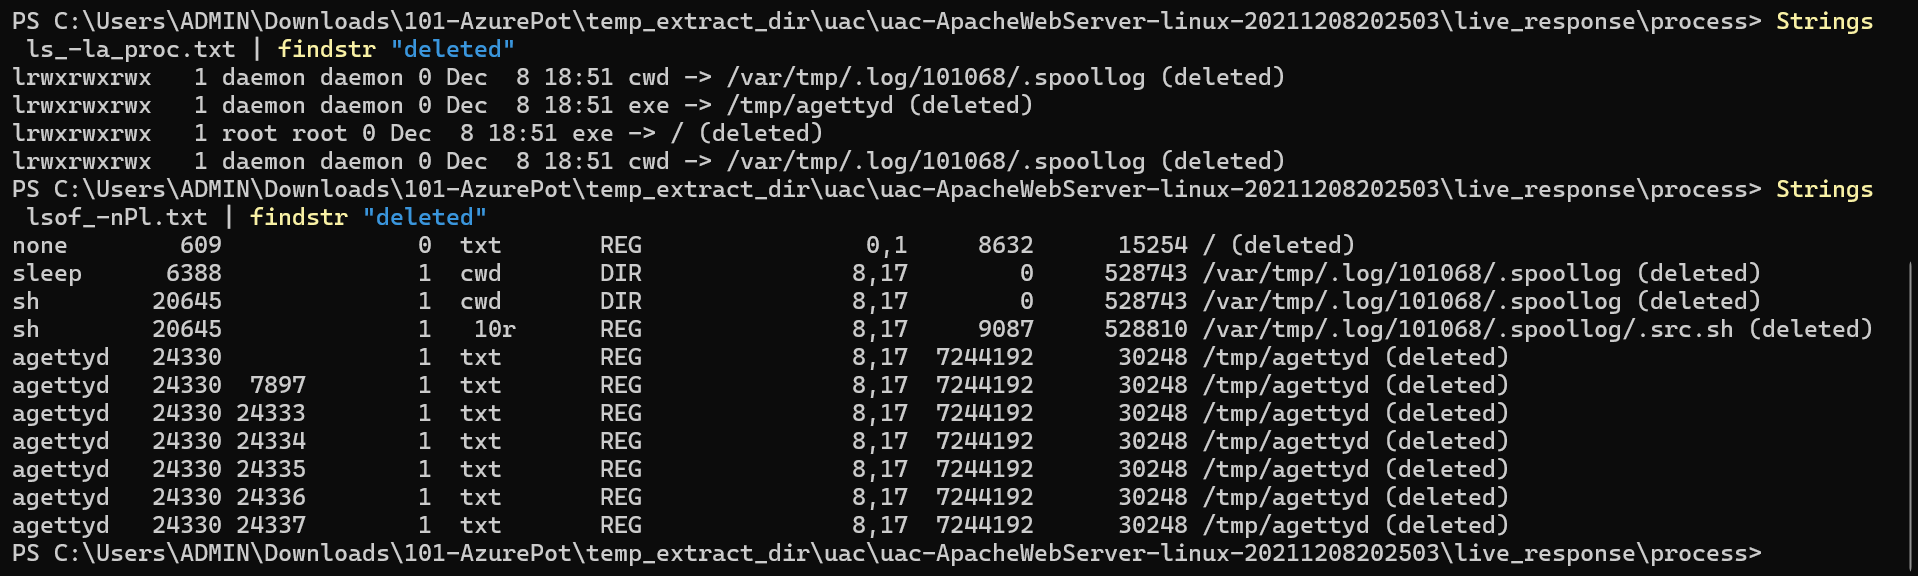 PS C:\Users\ADMIN\Downloads\101-AzurePot\temp_extract_dir\uac\uac-ApacheWebServer-linux-20211208202503\live_response\process> Strings
 ls_-la_proc.txt | findstr "deleted"
lrwxrwxrwx   1 daemon daemon 0 Dec  8 18:51 cwd -> /var/tmp/.log/101068/.spoollog (deleted)
lrwxrwxrwx   1 daemon daemon 0 Dec  8 18:51 exe -> /tmp/agettyd (deleted)
lrwxrwxrwx   1 root root 0 Dec  8 18:51 exe -> / (deleted)
lrwxrwxrwx   1 daemon daemon 0 Dec  8 18:51 cwd -> /var/tmp/.log/101068/.spoollog (deleted)
PS C:\Users\ADMIN\Downloads\101-AzurePot\temp_extract_dir\uac\uac-ApacheWebServer-linux-20211208202503\live_response\process> Strings
 lsof_-nPl.txt | findstr "deleted"
none        609              0  txt       REG                0,1     8632      15254 / (deleted)
sleep      6388              1  cwd       DIR               8,17        0     528743 /var/tmp/.log/101068/.spoollog (deleted)
sh        20645              1  cwd       DIR               8,17        0     528743 /var/tmp/.log/101068/.spoollog (deleted)
sh        20645              1   10r      REG               8,17     9087     528810 /var/tmp/.log/101068/.spoollog/.src.sh (deleted)
agettyd   24330              1  txt       REG               8,17  7244192      30248 /tmp/agettyd (deleted)
agettyd   24330  7897        1  txt       REG               8,17  7244192      30248 /tmp/agettyd (deleted)
agettyd   24330 24333        1  txt       REG               8,17  7244192      30248 /tmp/agettyd (deleted)
agettyd   24330 24334        1  txt       REG               8,17  7244192      30248 /tmp/agettyd (deleted)
agettyd   24330 24335        1  txt       REG               8,17  7244192      30248 /tmp/agettyd (deleted)
agettyd   24330 24336        1  txt       REG               8,17  7244192      30248 /tmp/agettyd (deleted)
agettyd   24330 24337        1  txt       REG               8,17  7244192      30248 /tmp/agettyd (deleted)
PS C:\Users\ADMIN\Downloads\101-AzurePot\temp_extract_dir\uac\uac-ApacheWebServer-linux-20211208202503\live_response\process>